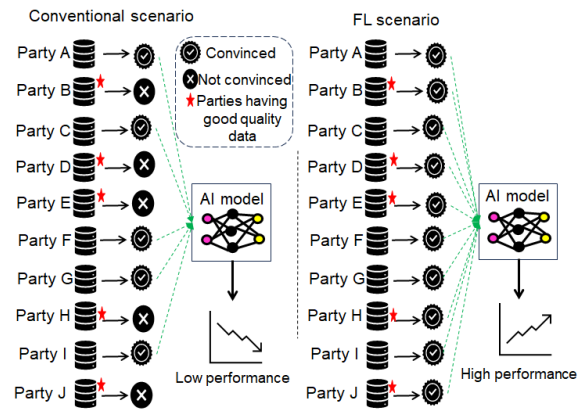 Conventional scenario
Party A
Party B
Party C
Party D
Party E
Party F
Party G
Party H
Party I
Party J
Convinced
Not convinced
Parties having
good quality
data
AI model
Low performance
FL scenario
Party A
Party B
Party C
Party D
Party E
Party F
Party G
Party H
Party I
Party J
AI model
High performance